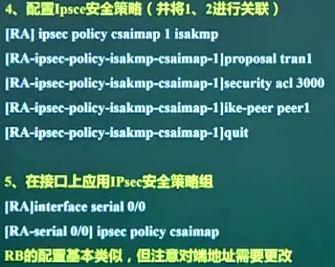 4、配置Ipsce安全策略（并将1、2进行关联）
[RA] ipsec policy csaimap 1 isakmp
[RA-ipsec-policy-isakmp-csaimap-1]proposal tran1
[RA-ipsec-policy-isakmp-csaimap-1]security acl 3000
[RA-ipsec-policy-isakmp-csaimap-1]ike-peer peer1
[RA-ipsec-policy-isakmp-csaimap-1]quit
5、在接口上应用IPsec安全策略组
[RA]interface serial 0/0
[RA-serial 0/0] ipsec policy csaimap
RB的配置基本类似，但注意对端地址需要更改